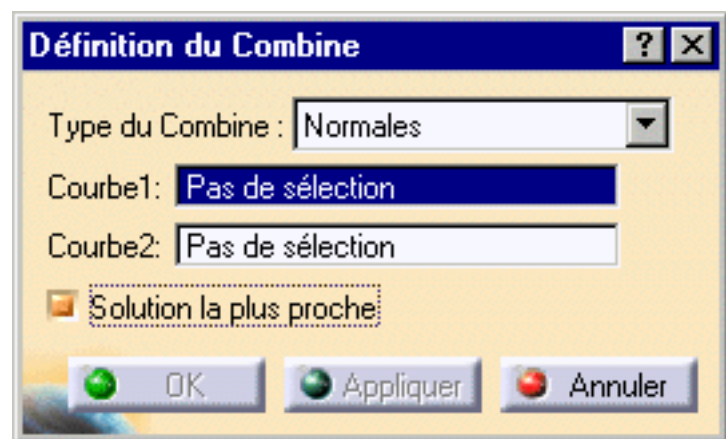 Définition du Combine ?
Type du Combine : Normales
Courbe1: Pas de sélection
Courbe2: Pas de sélection
Solution la plus proche
OK Appliquer Annuler